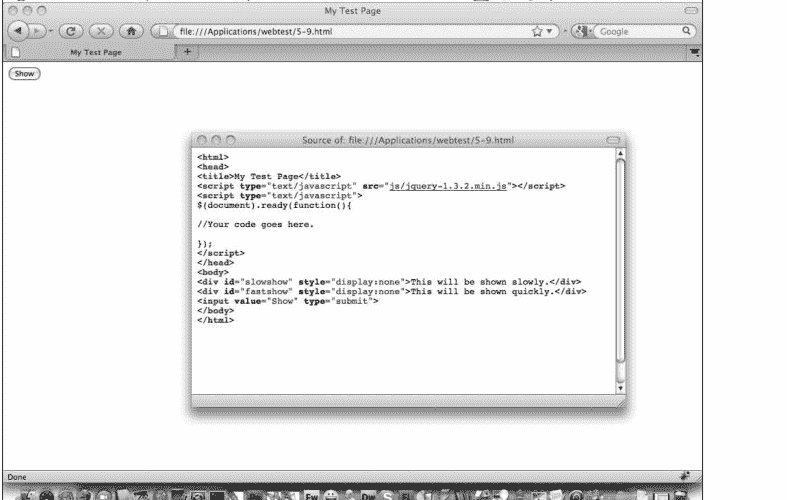 My Test Page
file:///Applications/webtest/5-9.html
Google
My Test Page
+
Show
Source of: file:///Applications/webtest/5-9.html
<html>
<head>
<title>My Test Page</title>
<script type="text/javascript" src="js/jquery-1.3.2.min.js"></script>
<script type="text/javascript">
$(document).ready(function(){
//Your code goes here.
});
</script>
</head>
<body>
<div id="slowshow" style="display:none">This will be shown slowly.</div>
<div id="fastshow" style="display:none">This will be shown quickly.</div>
<input value="Show" type="submit">
</body>
</html>
Done
Fw
Dw